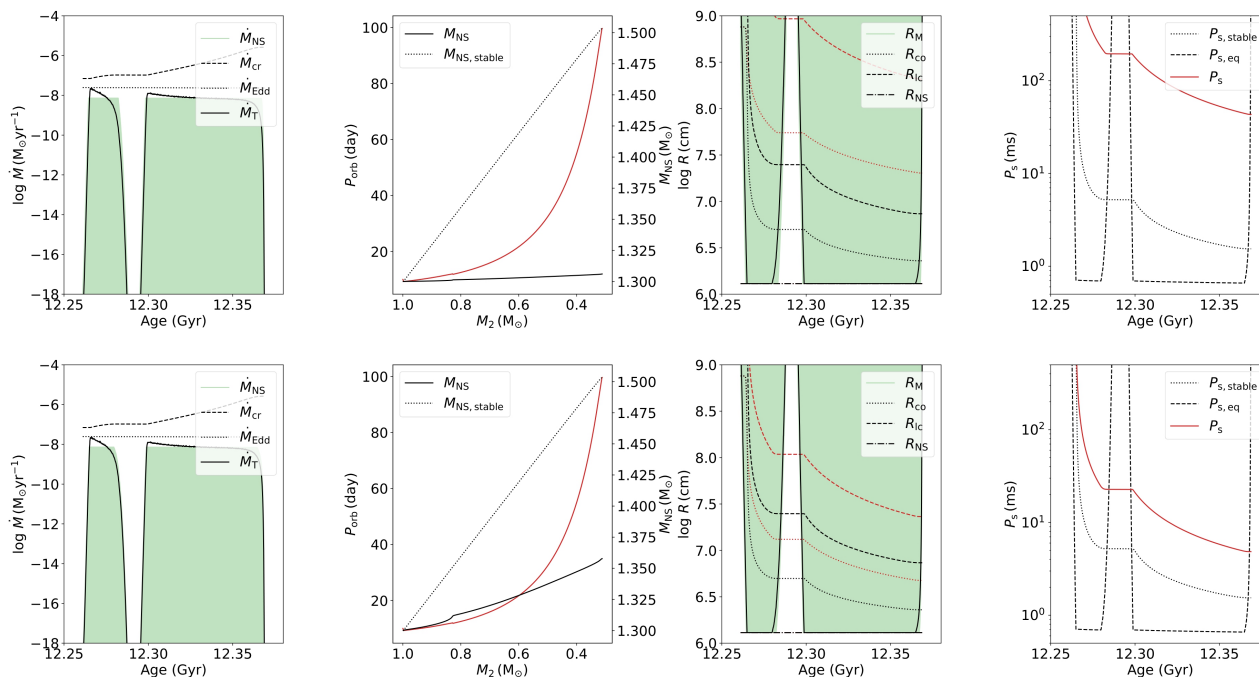 log Ṁ (M⊙yr⁻¹)
−4
−6
−8
−10
−12
−14
−16
−18
12.25
12.30
12.35
Age (Gyr)
Ṁ_NS
Ṁ_cr
Ṁ_Edd
Ṁ_T
P_orb (day)
100
80
60
40
20
1.0
0.8
0.6
0.4
M₂ (M⊙)
M_NS
M_NS, stable
1.500
1.475
1.450
1.425
1.400
1.375
1.350
1.325
1.300
M_NS (M⊙)
log R (cm)
9.0
8.5
8.0
7.5
7.0
6.5
6.0
12.25
12.30
12.35
Age (Gyr)
R_M
R_co
R_lc
R_NS
P_s (ms)
10²
10¹
10⁰
12.25
12.30
12.35
Age (Gyr)
P_s, stable
P_s, eq
P_s
log Ṁ (M⊙yr⁻¹)
−4
−6
−8
−10
−12
−14
−16
−18
12.25
12.30
12.35
Age (Gyr)
Ṁ_NS
Ṁ_cr
Ṁ_Edd
Ṁ_T
P_orb (day)
100
80
60
40
20
1.0
0.8
0.6
0.4
M₂ (M⊙)
M_NS
M_NS, stable
1.500
1.475
1.450
1.425
1.400
1.375
1.350
1.325
1.300
M_NS (M⊙)
log R (cm)
9.0
8.5
8.0
7.5
7.0
6.5
6.0
12.25
12.30
12.35
Age (Gyr)
R_M
R_co
R_lc
R_NS
P_s (ms)
10²
10¹
10⁰
12.25
12.30
12.35
Age (Gyr)
P_s, stable
P_s, eq
P_s